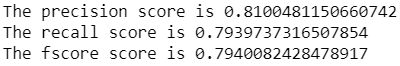 The precision score is 0.8100481150660742
The recall score is 0.7939737316507854
The fscore score is 0.7940082428478917